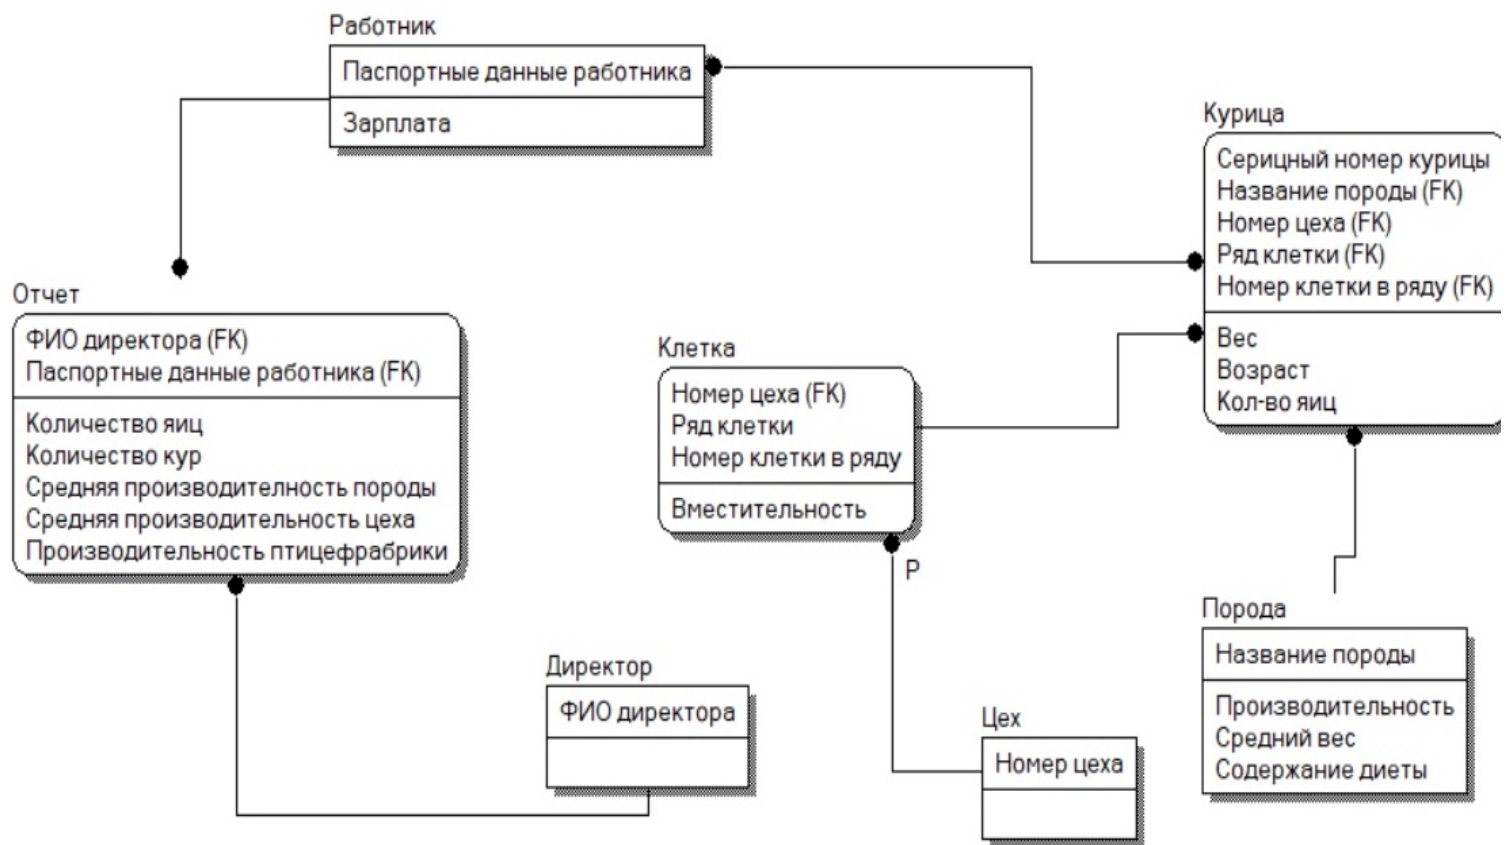 Работник
Паспортные данные работника
Зарплата
Курица
Серицный номер курицы
Название породы (FK)
Номер цеха (FK)
Ряд клетки (FK)
Номер клетки в ряду (FK)
Вес
Возраст
Кол-во яиц
Отчет
ФИО директора (FK)
Паспортные данные работника (FK)
Количество яиц
Количество кур
Средняя производителность породы
Средняя производительность цеха
Производительность птицефрабрики
Клетка
Номер цеха (FK)
Ряд клетки
Номер клетки в ряду
Вместительность
P
Порода
Название породы
Производительность
Средний вес
Содержание диеты
Директор
ФИО директора
Цех
Номер цеха